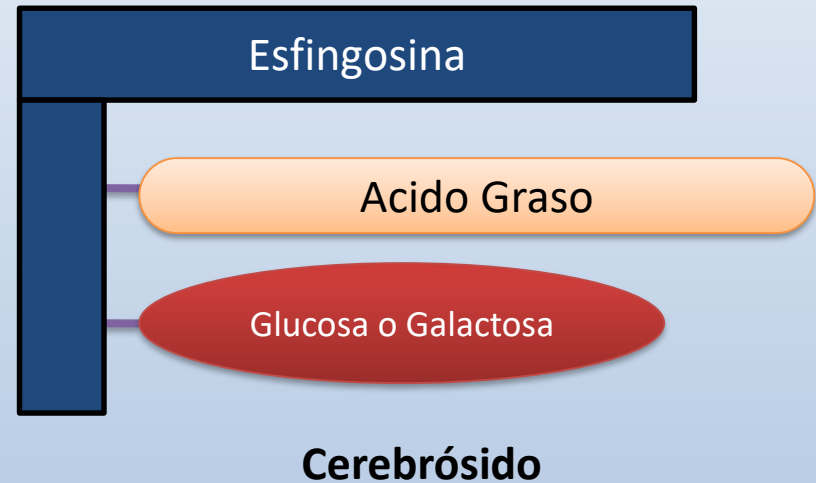 Esfingosina
Acido Graso
Glucosa o Galactosa
Cerebrósido